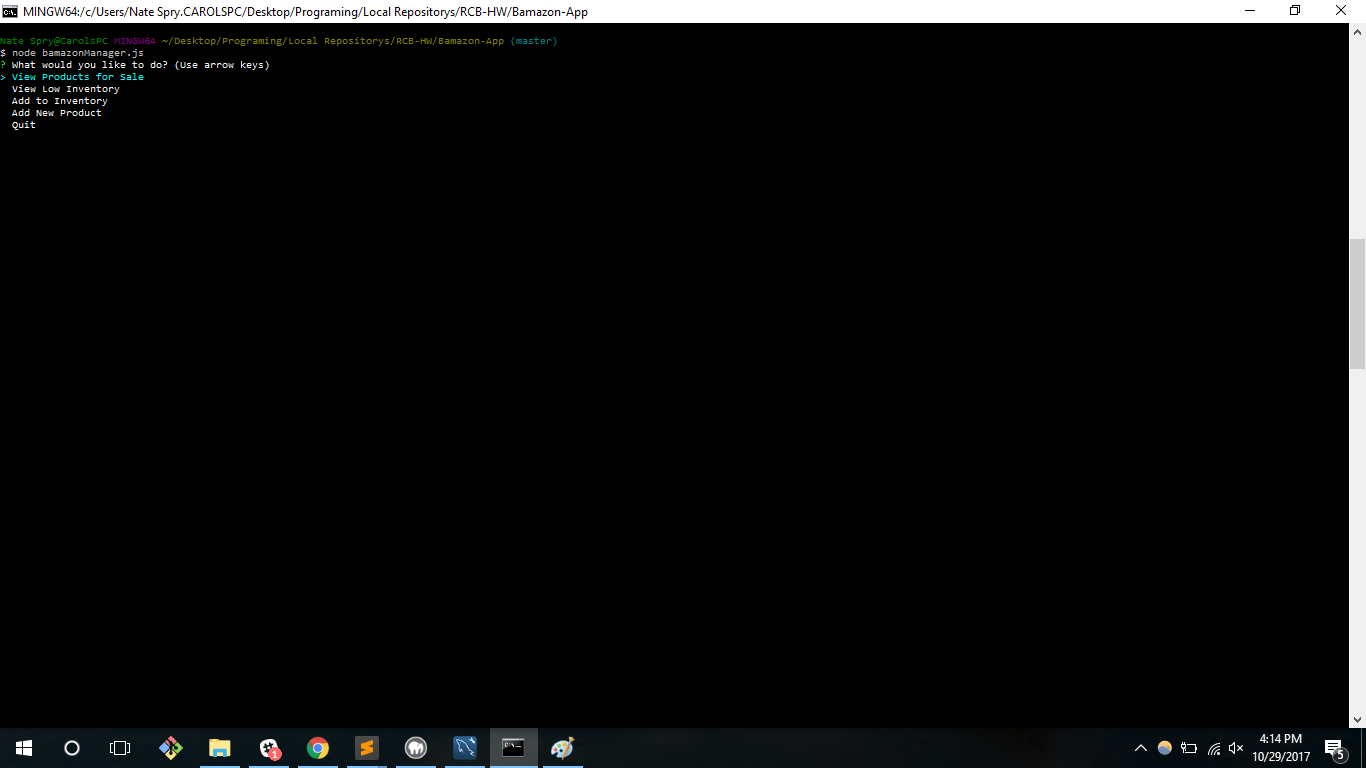 MINGW64:/c/Users/Nate Spry.CAROLSPC/Desktop/Programing/Local Repositorys/RCB-HW/Bamazon-App
Nate Spry@CarolsPC MINGW64 ~/Desktop/Programing/Local Repositorys/RCB-HW/Bamazon-App (master)
$ node bamazonManager.js
? What would you like to do? (Use arrow keys)
> View Products for Sale
View Low Inventory
Add to Inventory
Add New Product
Quit
1
4:14 PM
10/29/2017
5